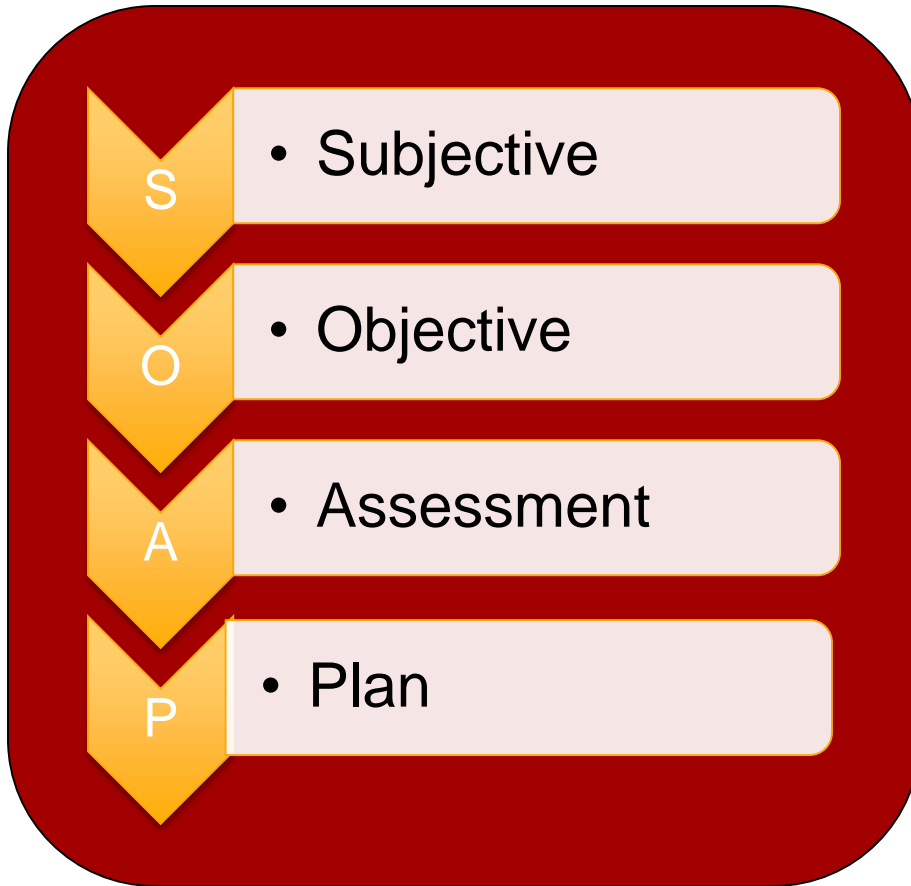 S
• Subjective
O
• Objective
A
• Assessment
P
• Plan